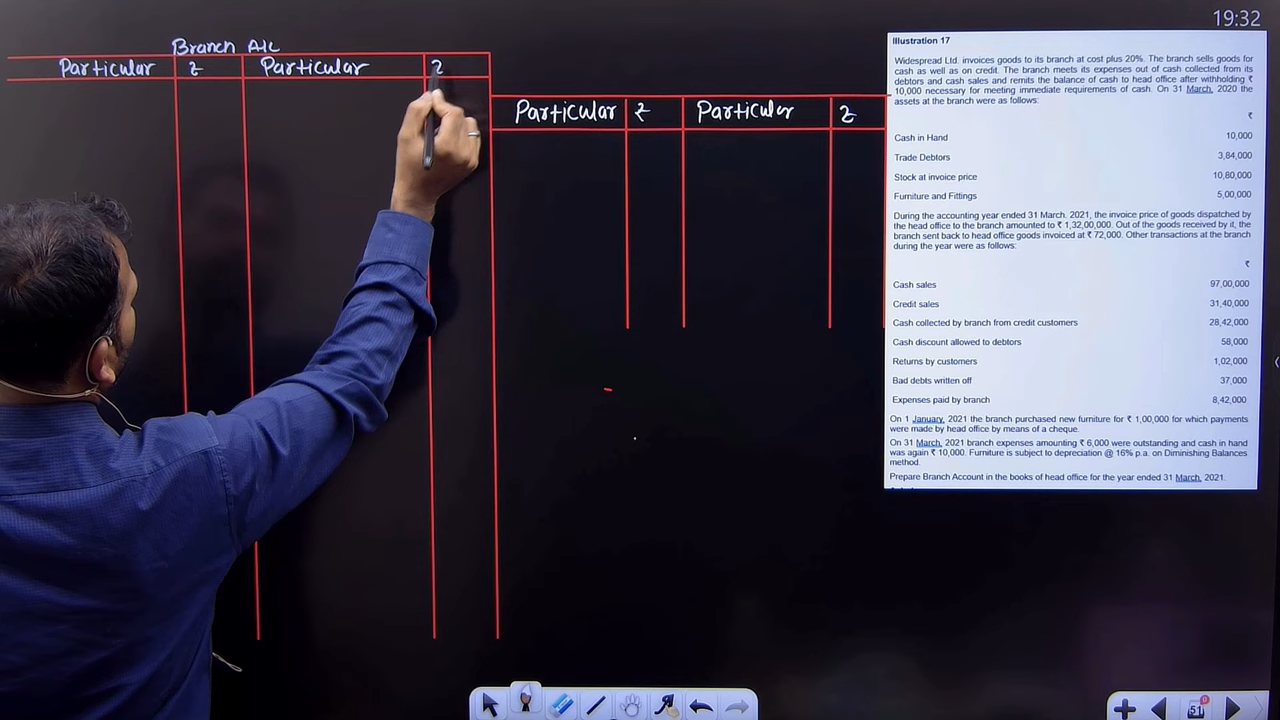 19:32
Branch A/c
Particular ₹ Particular ₹
Particular ₹ Particular ₹
Illustration 17
Widespread Ltd. invoices goods to its branch at cost plus 20%. The branch sells goods for
cash as well as on credit. The branch meets its expenses out of cash collected from its
debtors and cash sales and remits the balance of cash to head office after withholding ₹
10,000 necessary for meeting immediate requirements of cash. On 31 March, 2020 the
assets at the branch were as follows:
₹
Cash in Hand 10,000
Trade Debtors 3,84,000
Stock at invoice price 10,80,000
Furniture and Fittings 5,00,000
During the accounting year ended 31 March. 2021, the invoice price of goods dispatched by
the head office to the branch amounted to ₹ 1,32,00,000. Out of the goods received by it, the
branch sent back to head office goods invoiced at ₹ 72,000. Other transactions at the branch
during the year were as follows:
₹
Cash sales 97,00,000
Credit sales 31,40,000
Cash collected by branch from credit customers 28,42,000
Cash discount allowed to debtors 58,000
Returns by customers 1,02,000
Bad debts written off 37,000
Expenses paid by branch 8,42,000
On 1 January, 2021 the branch purchased new furniture for ₹ 1,00,000 for which payments
were made by head office by means of a cheque.
On 31 March, 2021 branch expenses amounting ₹ 6,000 were outstanding and cash in hand
was again ₹ 10,000. Furniture is subject to depreciation @ 16% p.a. on Diminishing Balances
method.
Prepare Branch Account in the books of head office for the year ended 31 March, 2021.
51